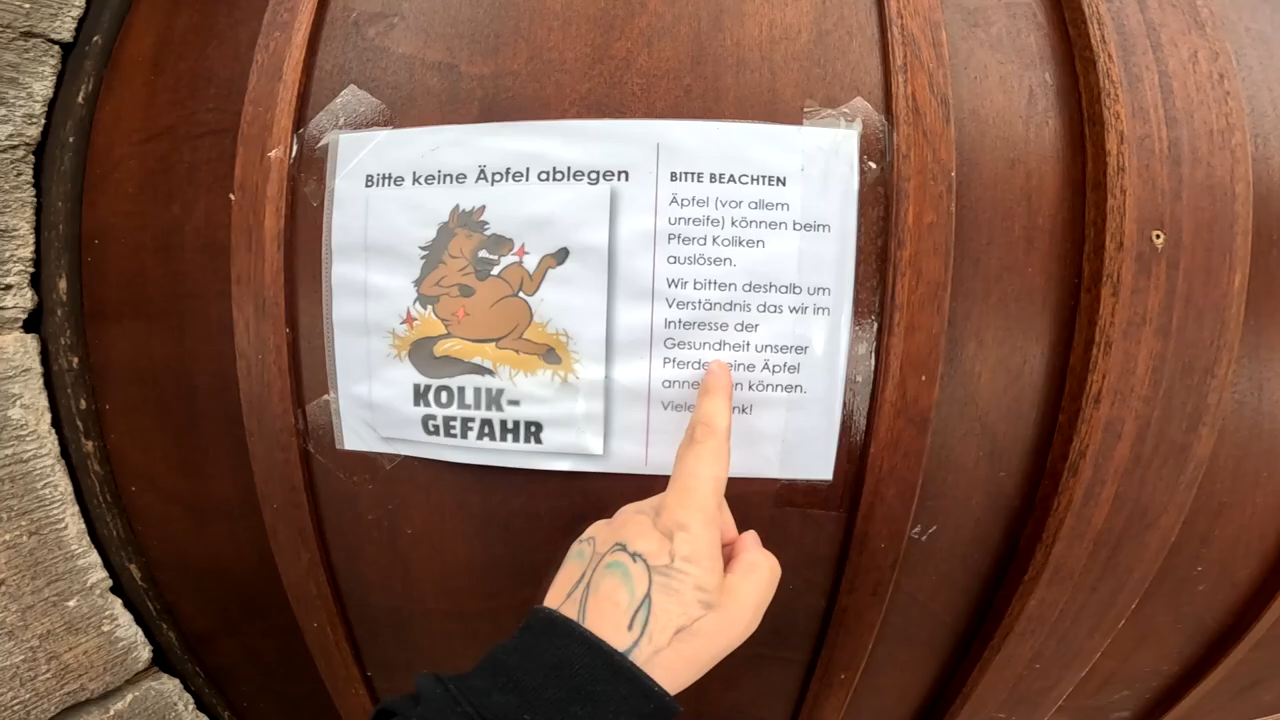 Bitte keine Äpfel ablegen
KOLIK-
GEFAHR
BITTE BEACHTEN
Äpfel (vor allem
unreife) können beim
Pferd Koliken
auslösen.
Wir bitten deshalb um
Verständnis das wir im
Interesse der
Gesundheit unserer
Pferde keine Äpfel
können.
Vielen Dank!